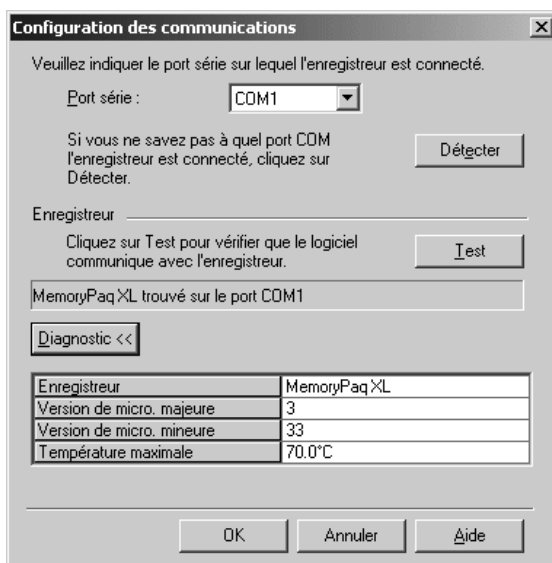 Configuration des communications
Veuillez indiquer le port série sur lequel l'enregistreur est connecté.
Port série : COM1
Si vous ne savez pas à quel port COM
l'enregistreur est connecté, cliquez sur
Détecter.
Détecter
Enregistreur
Cliquez sur Test pour vérifier que le logiciel
communique avec l'enregistreur.
Test
MemoryPaq XL trouvé sur le port COM1
Diagnostic <<
Enregistreur MemoryPaq XL
Version de micro. majeure 3
Version de micro. mineure 33
Température maximale 70.0°C
OK Annuler Aide